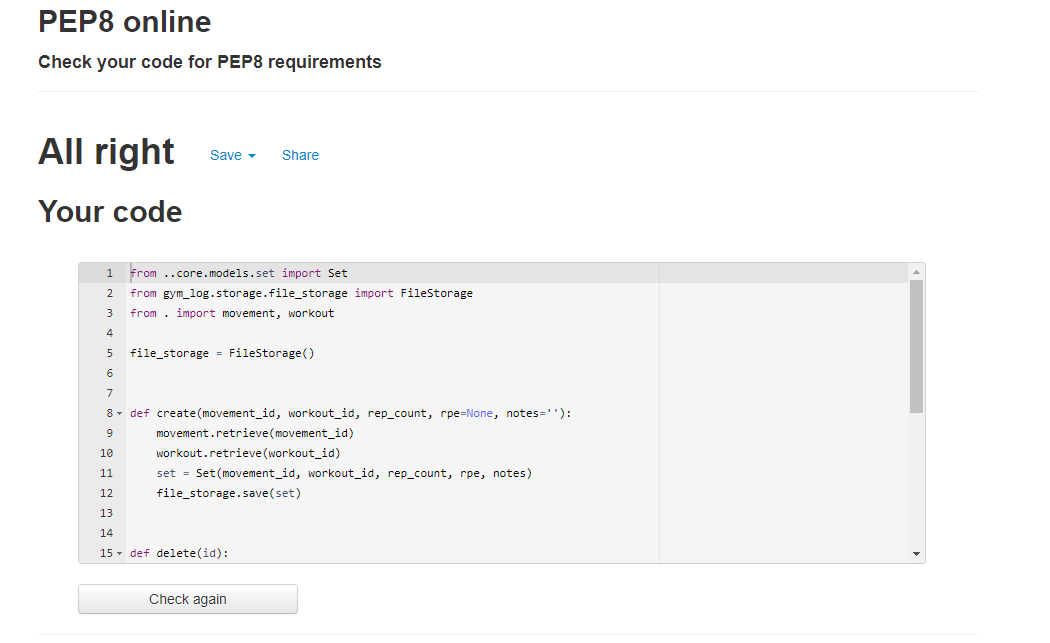 PEP8 online
Check your code for PEP8 requirements
All right Save Share
Your code
1 from ..core.models.set import Set
2 from gym_log.storage.file_storage import FileStorage
3 from . import movement, workout
4
5 file_storage = FileStorage()
6
7
8 def create(movement_id, workout_id, rep_count, rpe=None, notes=''):
9     movement.retrieve(movement_id)
10     workout.retrieve(workout_id)
11     set = Set(movement_id, workout_id, rep_count, rpe, notes)
12     file_storage.save(set)
13
14
15 def delete(id):
Check again